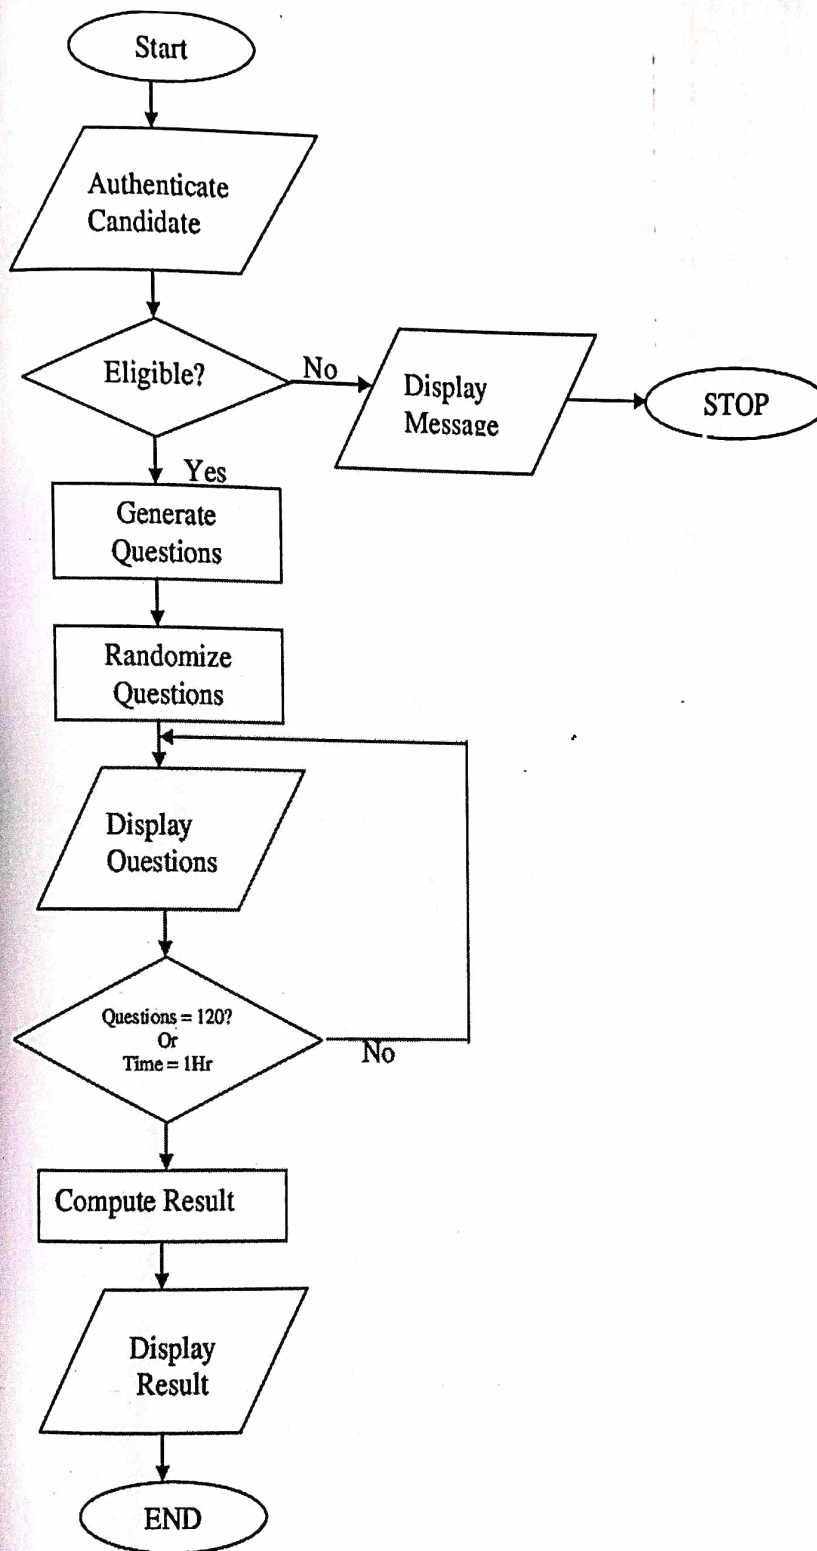 Start
Authenticate
Candidate
Eligible?
No
Display
Message
STOP
Yes
Generate
Questions
Randomize
Questions
Display
Questions
Questions = 120?
Or
Time = 1Hr
No
Compute Result
Display
Result
END